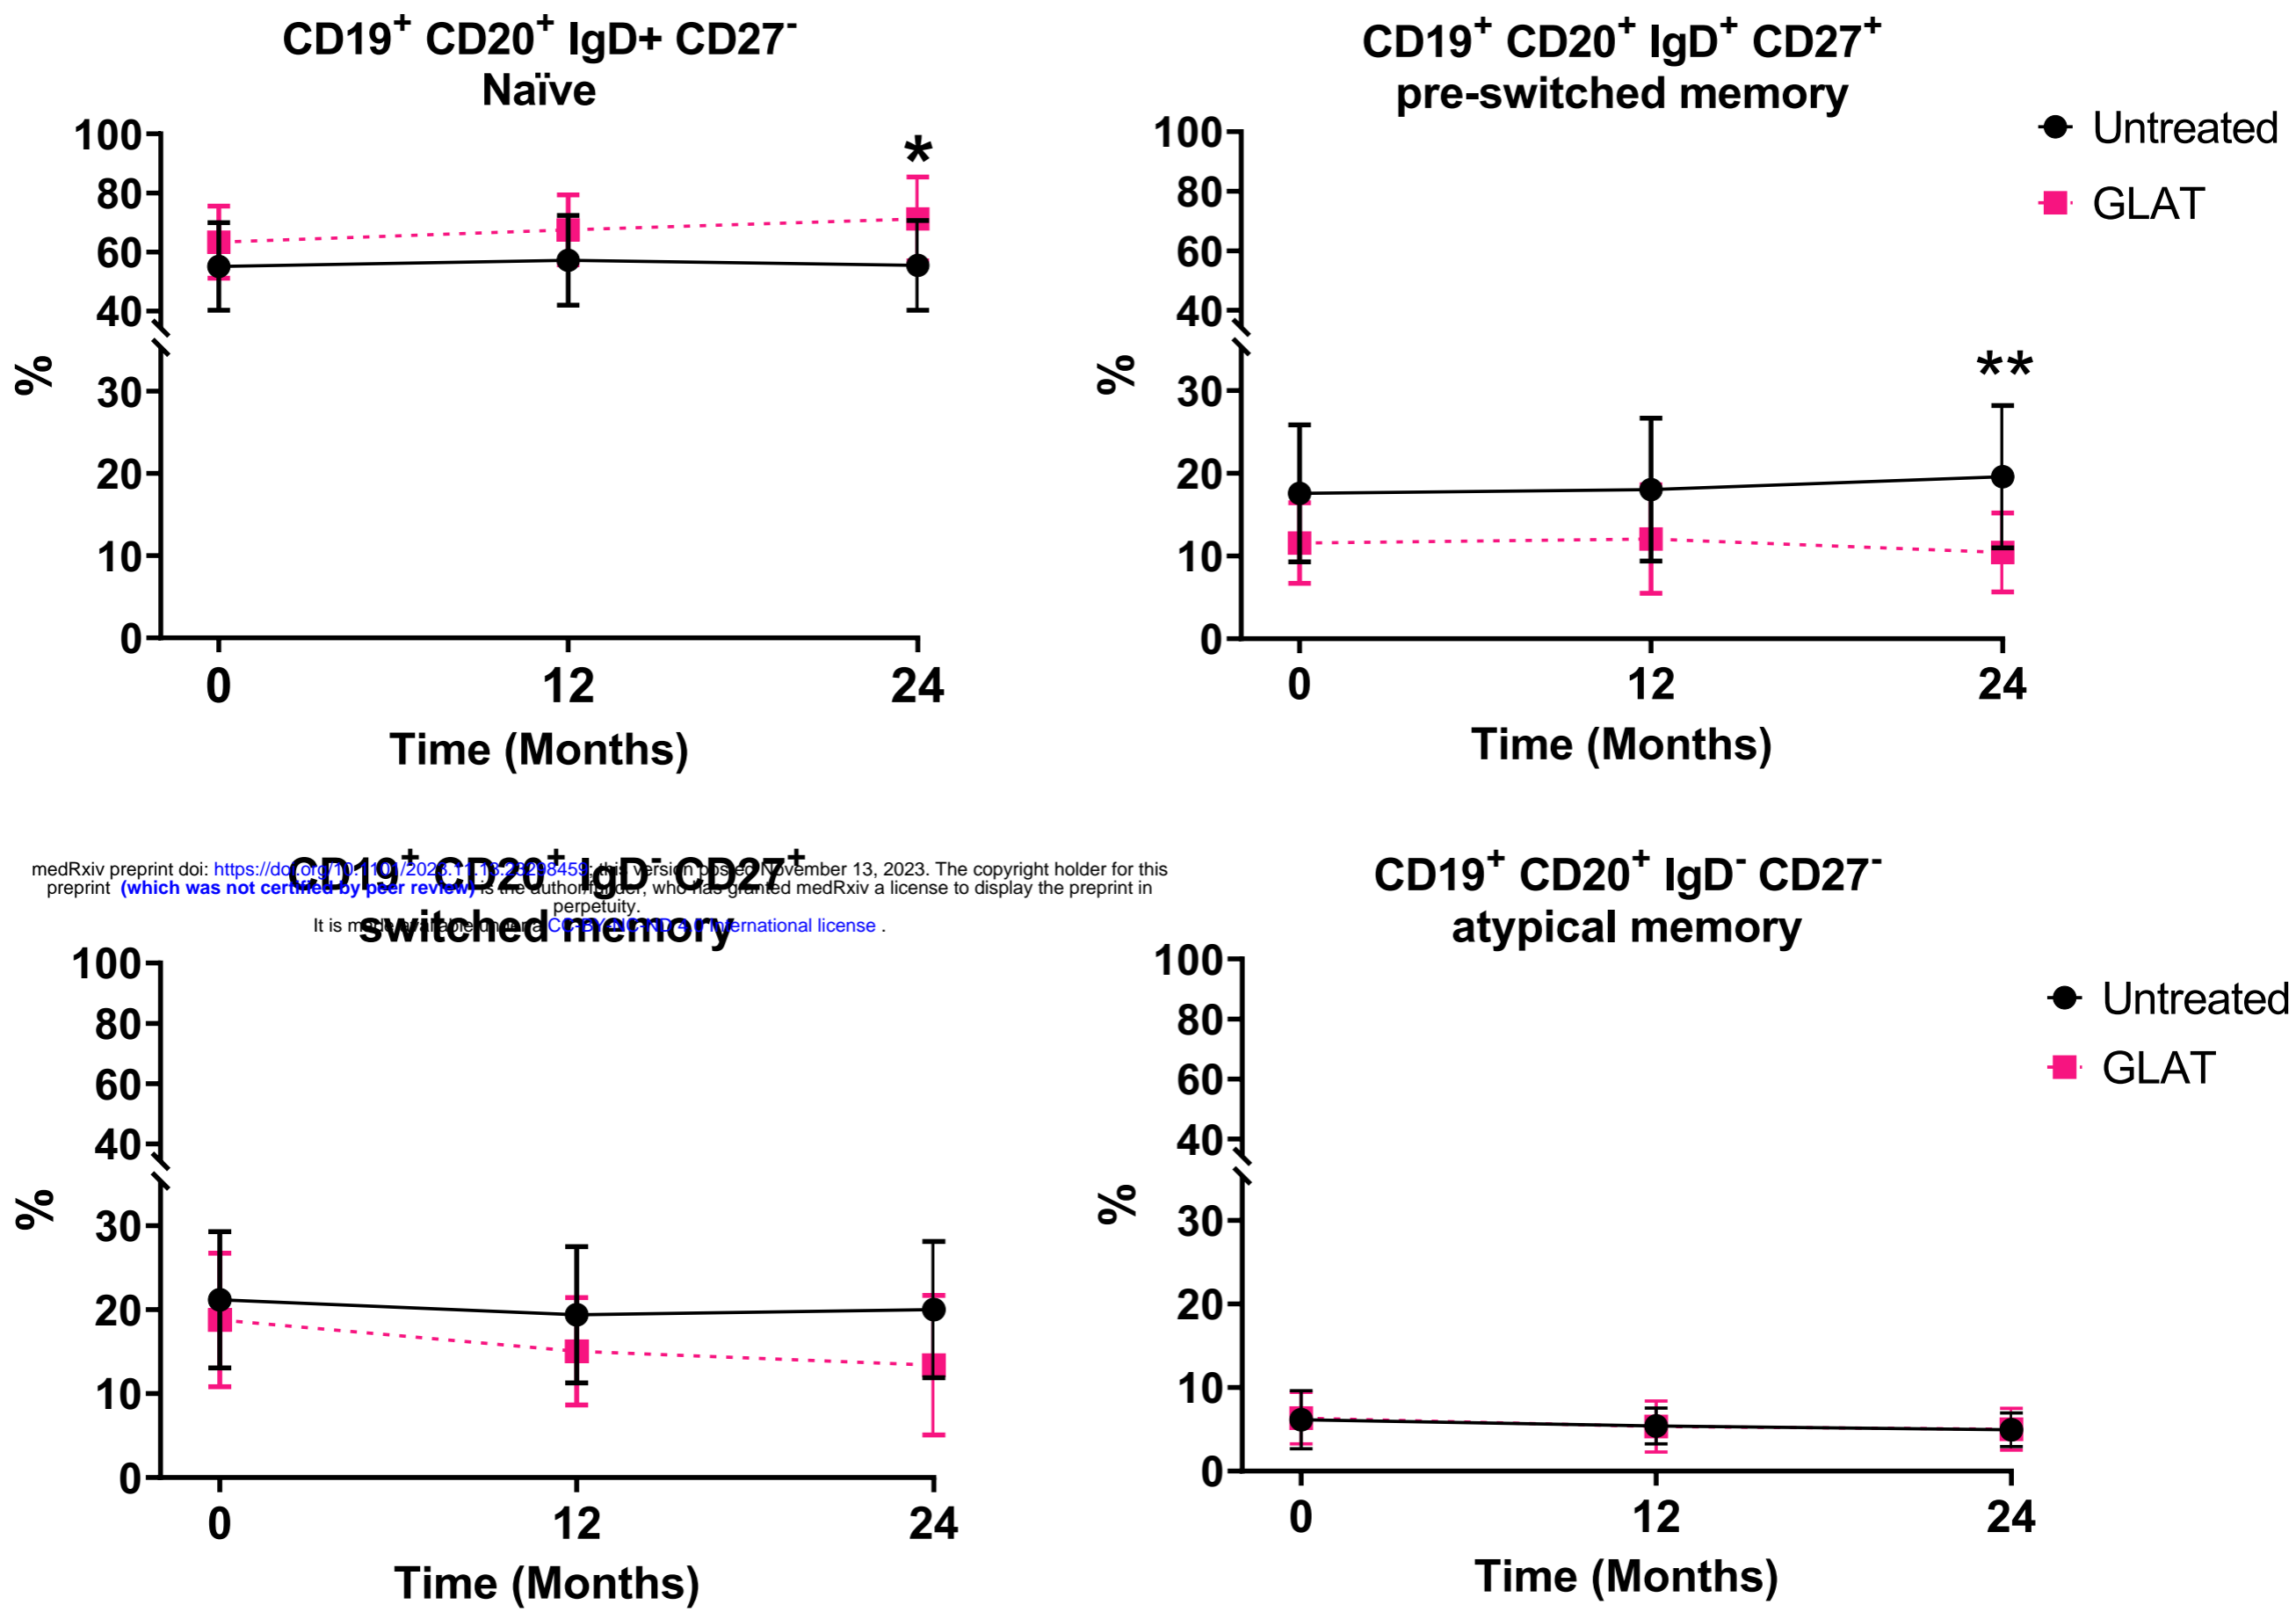 CD19+ CD20+ IgD+ CD27-
Naïve
100
80
60
40
30
20
10
0
%
*
0 12 24
Time (Months)
CD19+ CD20+ IgD+ CD27+
pre-switched memory
100
80
60
40
30
20
10
0
%
**
0 12 24
Time (Months)
Untreated
GLAT
medRxiv preprint doi: https://doi.org/10.1101/2023.11.13.23298459; this version posted November 13, 2023. The copyright holder for this
preprint (which was not certified by peer review) is the author/funder, who has granted medRxiv a license to display the preprint in
perpetuity.
It is made available under a CC-BY-NC-ND 4.0 International license .
CD19+ CD20+ IgD- CD27+
switched memory
100
80
60
40
30
20
10
0
%
0 12 24
Time (Months)
CD19+ CD20+ IgD- CD27-
atypical memory
100
80
60
40
30
20
10
0
%
0 12 24
Time (Months)
Untreated
GLAT